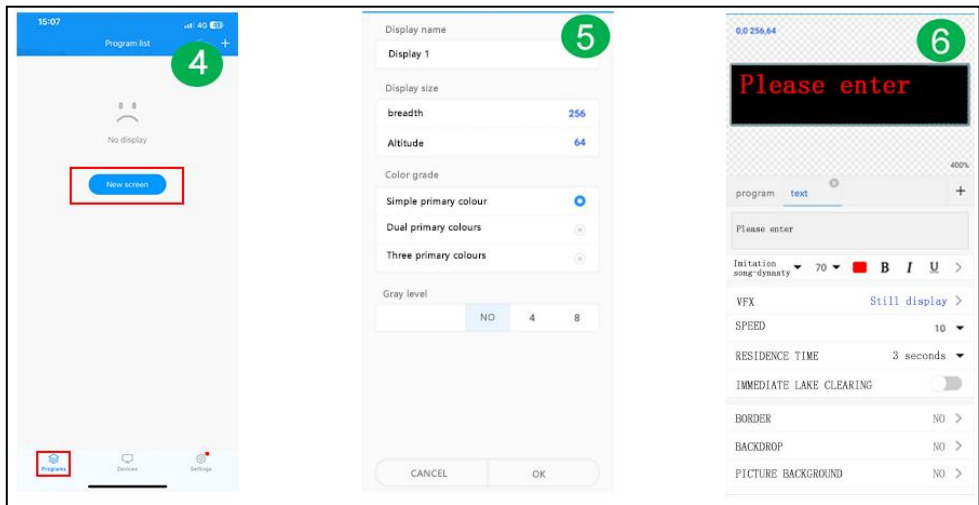 15:07
4G 43
Program list
+
4
No display
New screen
Programs
Devices
Settings
Display name
5
Display 1
Display size
breadth 256
Altitude 64
Color grade
Simple primary colour
Dual primary colours
Three primary colours
Gray level
NO 4 8
CANCEL OK
0,0 256,64
6
Please enter
400%
program text +
Please enter
Imitation
song-dynasty 70 B I U >
VFX Still display >
SPEED 10
RESIDENCE TIME 3 seconds
IMMEDIATE LAKE CLEARING
BORDER NO >
BACKDROP NO >
PICTURE BACKGROUND NO >